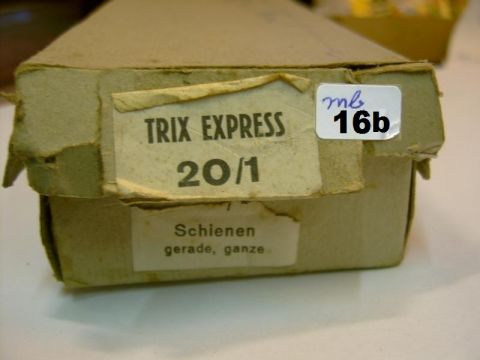 TRIX EXPRESS
20/1
mb
16b
Schienen
gerade, ganze